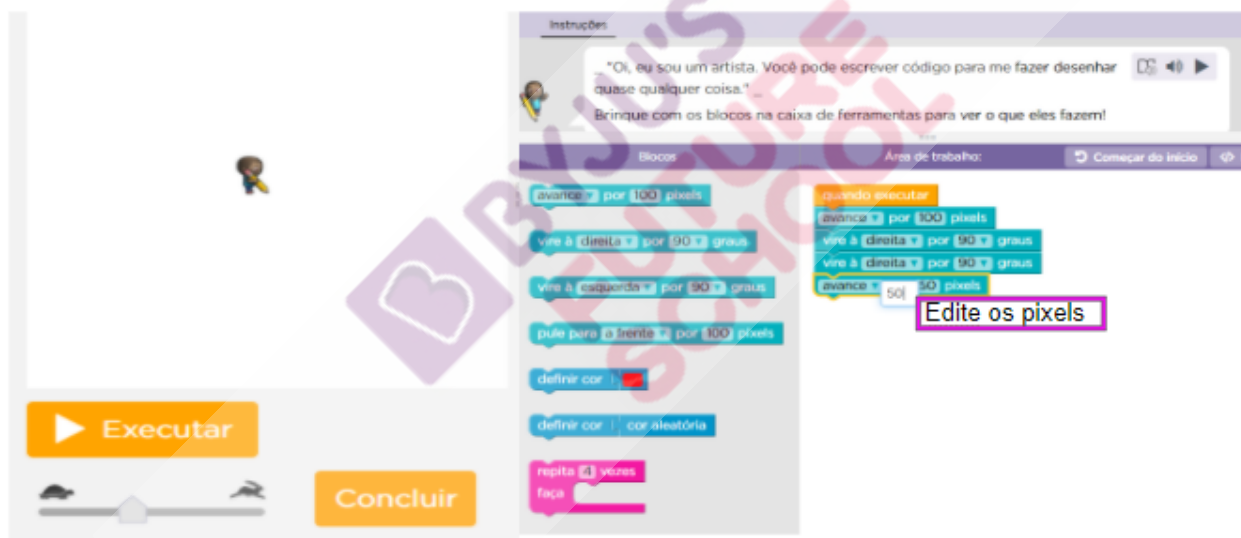 Instruções
_ "Oi, eu sou um artista. Você pode escrever código para me fazer desenhar
quase qualquer coisa." _
Brinque com os blocos na caixa de ferramentas para ver o que eles fazem!
Blocos
Área de trabalho:
Começar do início
avance por 100 pixels
vire à direita por 90 graus
vire à esquerda por 90 graus
pule para a frente por 100 pixels
definir cor
definir cor cor aleatória
repita 4 vezes
faça
quando executar
avance por 100 pixels
vire à direita por 90 graus
vire à direita por 90 graus
avance 50 pixels
50
Edite os pixels
Executar
Concluir
BYJU'S
FUTURE
SCHOOL